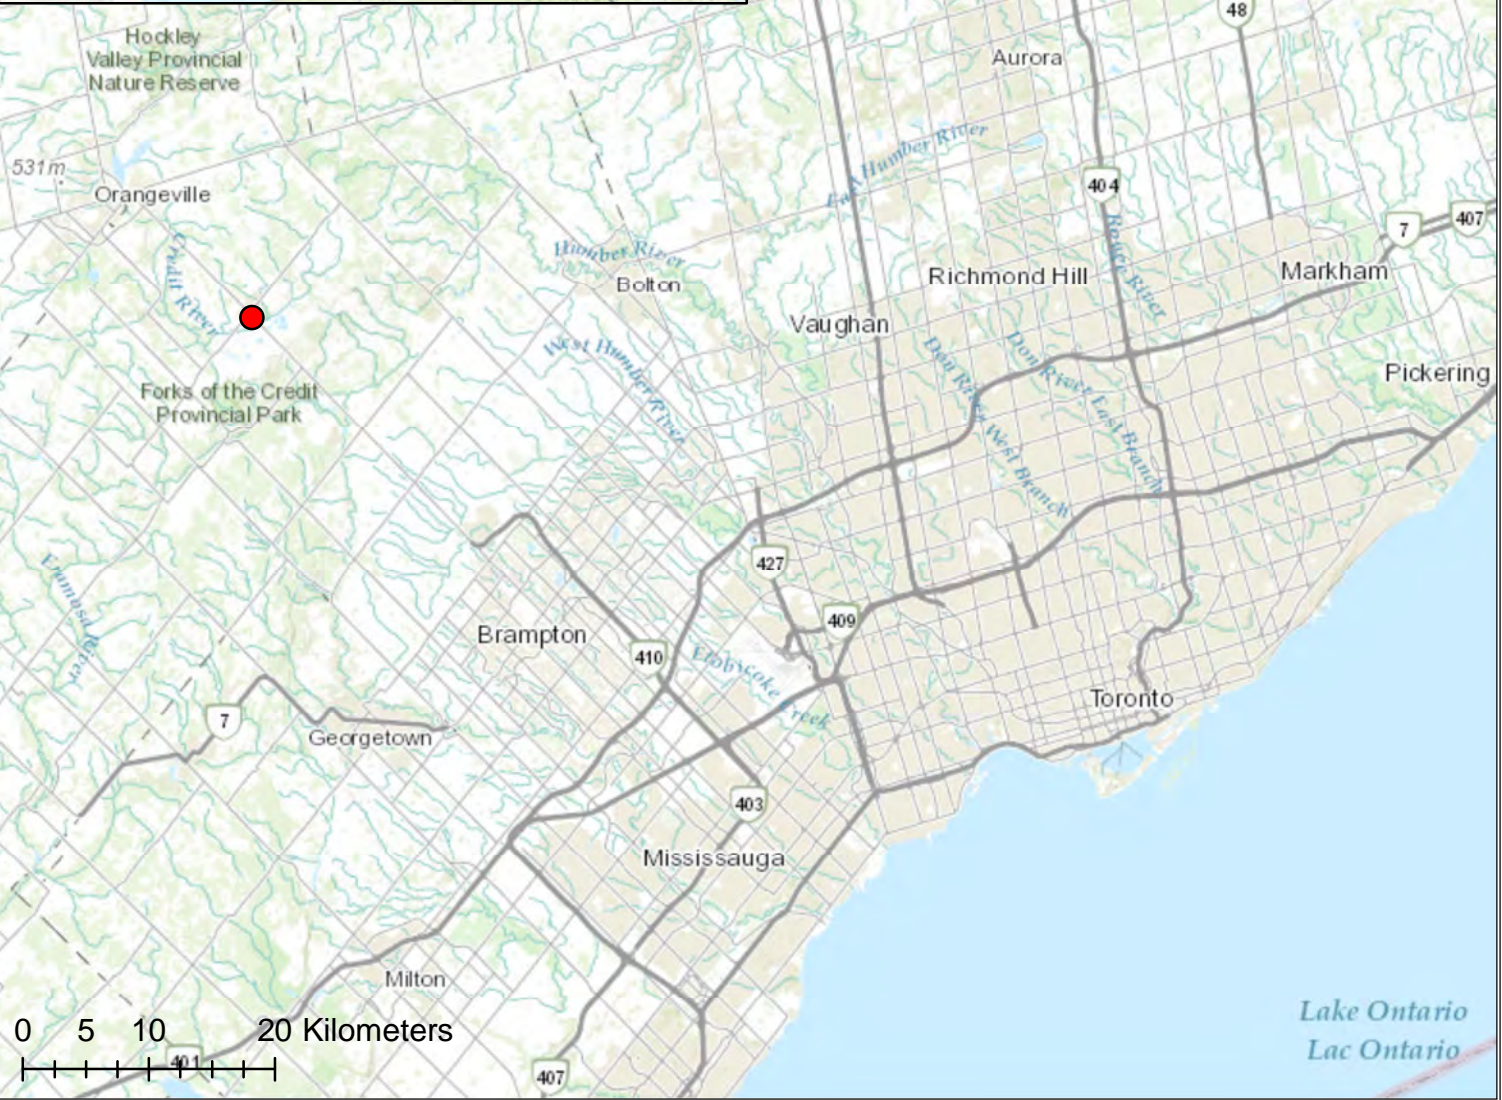 48
Hockley
Valley Provincial
Nature Reserve
Aurora
East Humber River
531m
Orangeville
404
Rouge River
7
407
Credit River
Humber River
Bolton
Richmond Hill
Markham
Vaughan
West Humber River
Don River West Branch
Don River East Branch
Pickering
Forks of the Credit
Provincial Park
427
Eramosa River
409
Brampton
410
Etobicoke Creek
Toronto
7
Georgetown
403
Mississauga
Milton
0 5 10 20 Kilometers
401
407
Lake Ontario
Lac Ontario